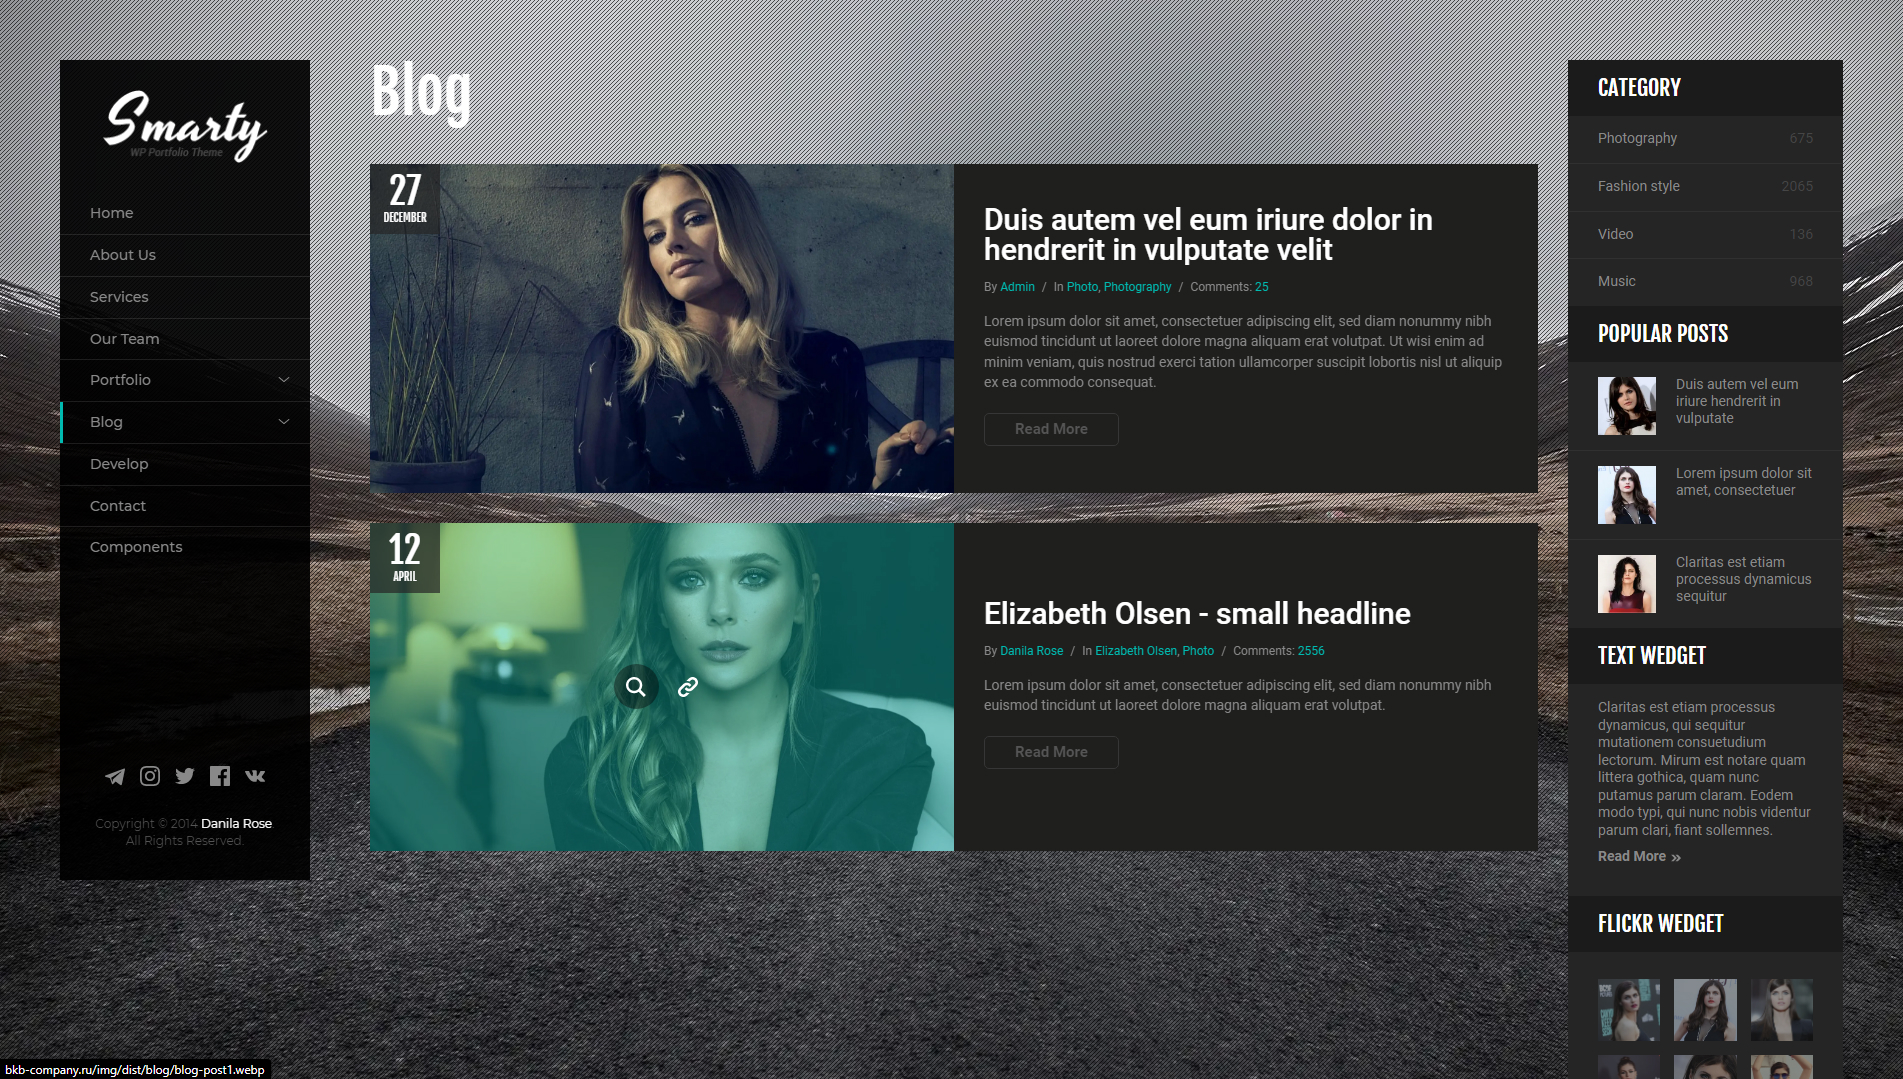 Smarty
WP Portfolio Theme
Home
About Us
Services
Our Team
Portfolio
Blog
Develop
Contact
Components
Copyright © 2014 Danila Rose
All Rights Reserved.
Blog
27
DECEMBER
Duis autem vel eum iriure dolor in
hendrerit in vulputate velit
By Admin / In Photo, Photography / Comments: 25
Lorem ipsum dolor sit amet, consectetuer adipiscing elit, sed diam nonummy nibh
euismod tincidunt ut laoreet dolore magna aliquam erat volutpat. Ut wisi enim ad
minim veniam, quis nostrud exerci tation ullamcorper suscipit lobortis nisl ut aliquip
ex ea commodo consequat.
Read More
12
APRIL
Elizabeth Olsen - small headline
By Danila Rose / In Elizabeth Olsen, Photo / Comments: 2556
Lorem ipsum dolor sit amet, consectetuer adipiscing elit, sed diam nonummy nibh
euismod tincidunt ut laoreet dolore magna aliquam erat volutpat.
Read More
CATEGORY
Photography 675
Fashion style 2065
Video 136
Music 968
POPULAR POSTS
Duis autem vel eum
iriure hendrerit in
vulputate
Lorem ipsum dolor sit
amet, consectetuer
Claritas est etiam
processus dynamicus
sequitur
TEXT WEDGET
Claritas est etiam processus
dynamicus, qui sequitur
mutationem consuetudium
lectorum. Mirum est notare quam
littera gothica, quam nunc
putamus parum claram. Eodem
modo typi, qui nunc nobis videntur
parum clari, fiant sollemnes.
Read More »
FLICKR WEDGET
bkb-company.ru/img/dist/blog/blog-post1.webp